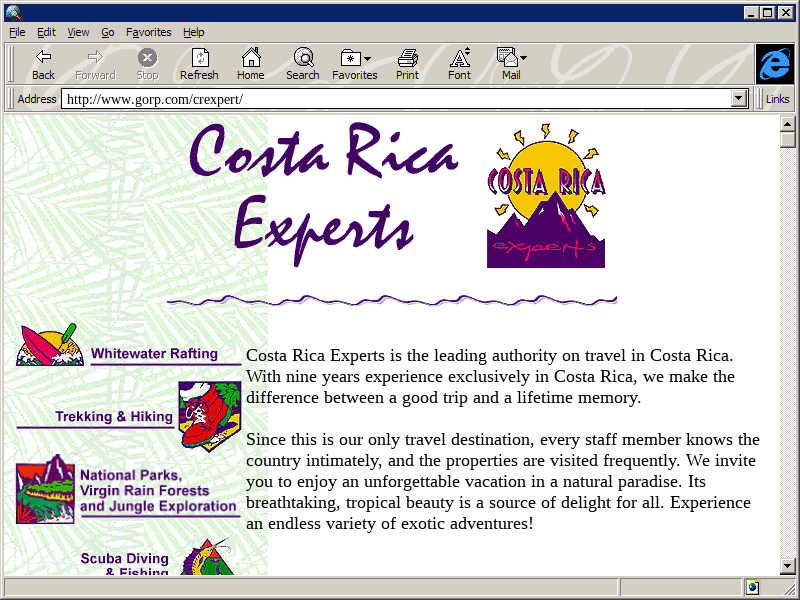 File Edit View Go Favorites Help
Back Forward Stop Refresh Home Search Favorites Print Font Mail
Address http://www.gorp.com/crexpert/ Links
Costa Rica
Experts
COSTA RICA
experts
Whitewater Rafting
Trekking & Hiking
National Parks,
Virgin Rain Forests
and Jungle Exploration
Scuba Diving
& Fishing
Costa Rica Experts is the leading authority on travel in Costa Rica.
With nine years experience exclusively in Costa Rica, we make the
difference between a good trip and a lifetime memory.
Since this is our only travel destination, every staff member knows the
country intimately, and the properties are visited frequently. We invite
you to enjoy an unforgettable vacation in a natural paradise. Its
breathtaking, tropical beauty is a source of delight for all. Experience
an endless variety of exotic adventures!